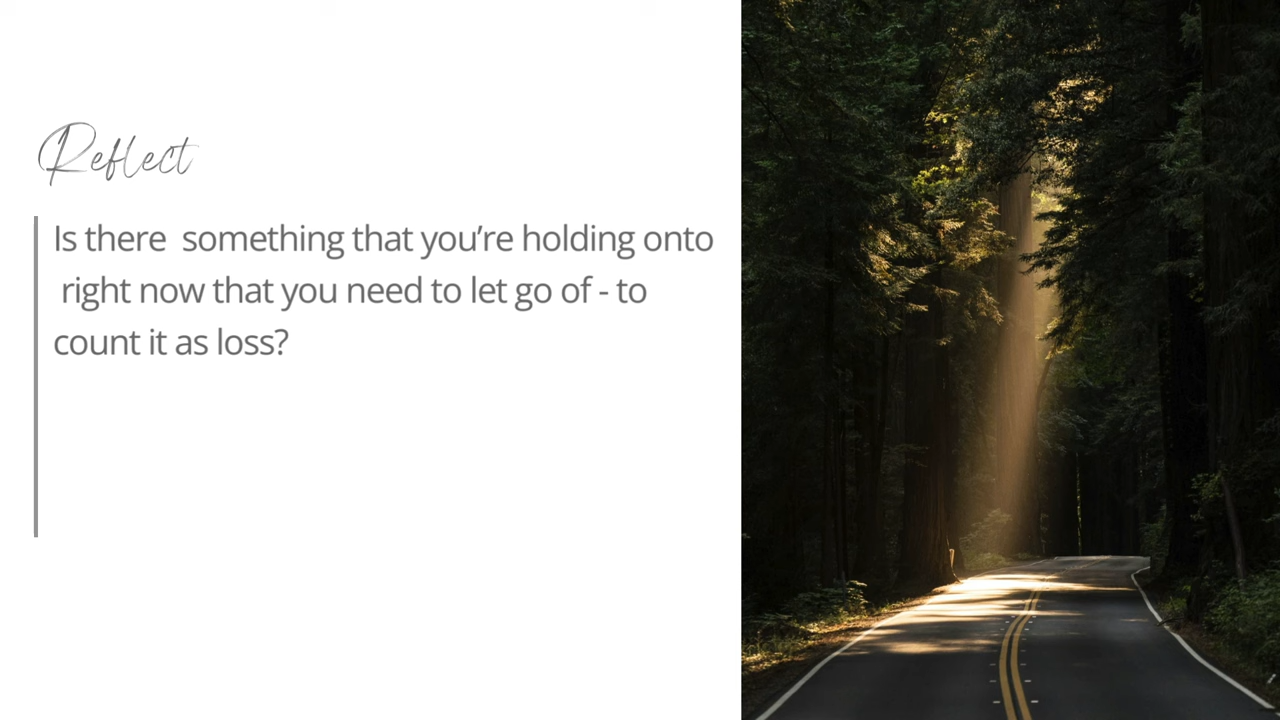 Reflect
Is there  something that you’re holding onto
right now that you need to let go of - to
count it as loss?